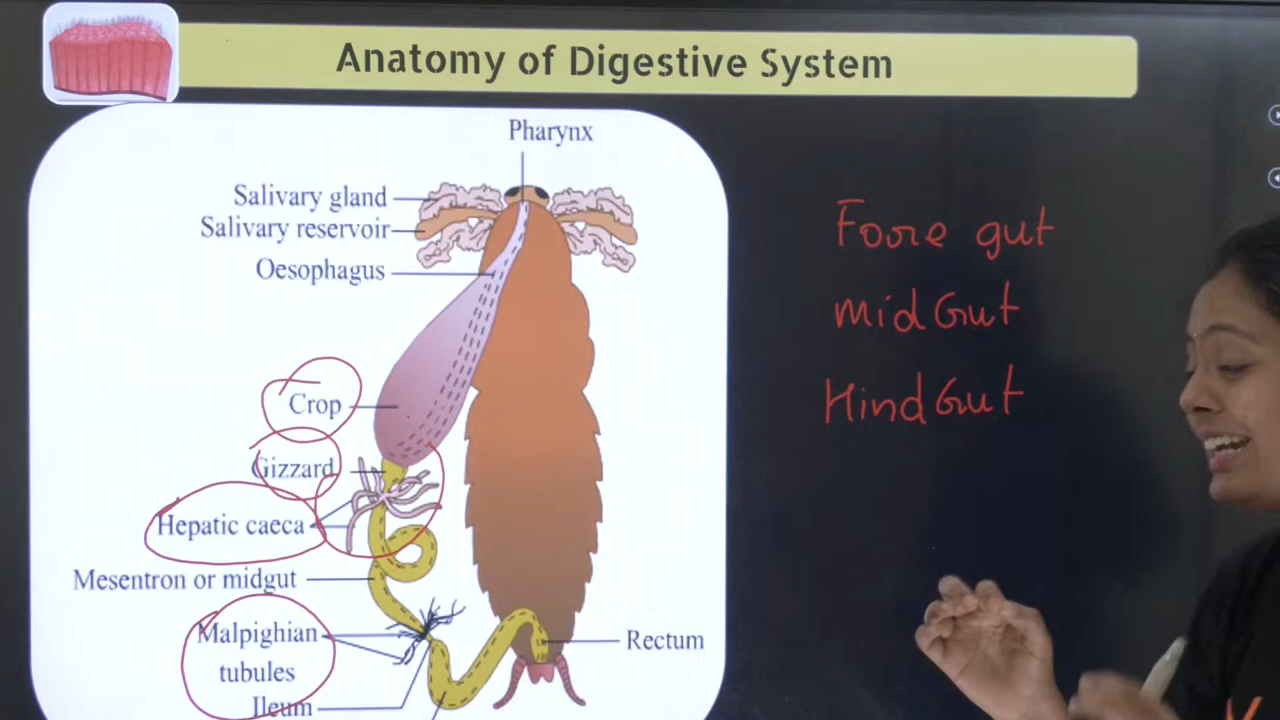 Anatomy of Digestive System
Pharynx
Salivary gland
Salivary reservoir
Oesophagus
Crop
Gizzard
Hepatic caeca
Mesentron or midgut
Malpighian
tubules
Ileum
Rectum
Foore gut
MidGut
HindGut